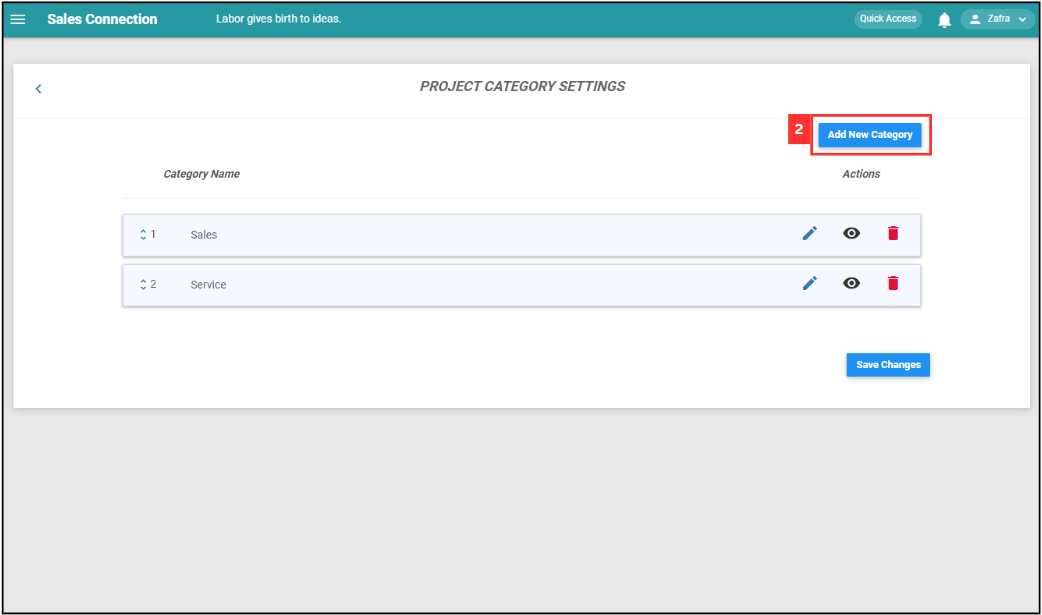 Sales Connection Labor gives birth to ideas. Quick Access Zafra
PROJECT CATEGORY SETTINGS
2 Add New Category
Category Name Actions
1 Sales
2 Service
Save Changes